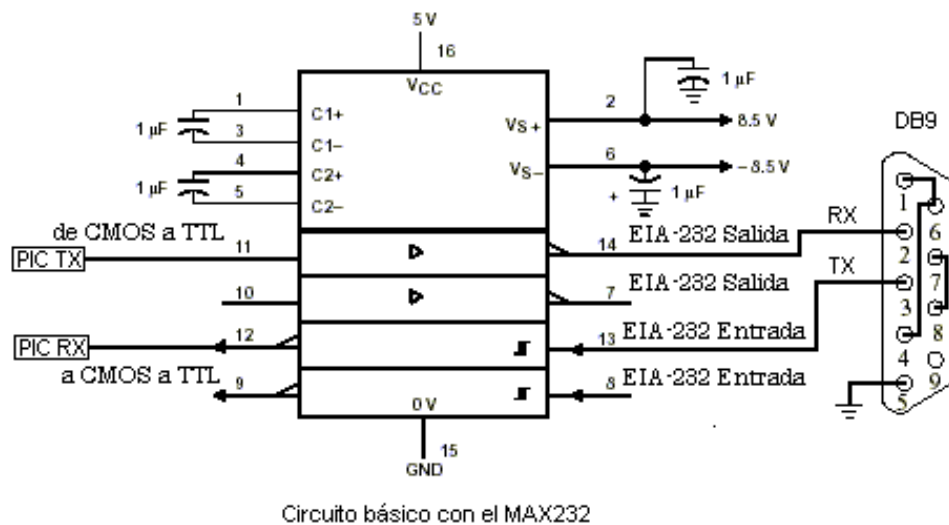 5 V
16
VCC
1 µF
1
C1+
3
C1−
1 µF
4
C2+
5
C2−
2
VS+
1 µF
8.5 V
6
VS−
1 µF
+
− 8.5 V
DB9
de CMOS a TTL
PIC TX
11
14
EIA-232 Salida
RX
10
7
EIA-232 Salida
TX
PIC RX
12
13
EIA-232 Entrada
a CMOS a TTL
9
8
EIA-232 Entrada
0 V
15
GND
1
6
2
7
3
8
4
9
5
Circuito básico con el MAX232